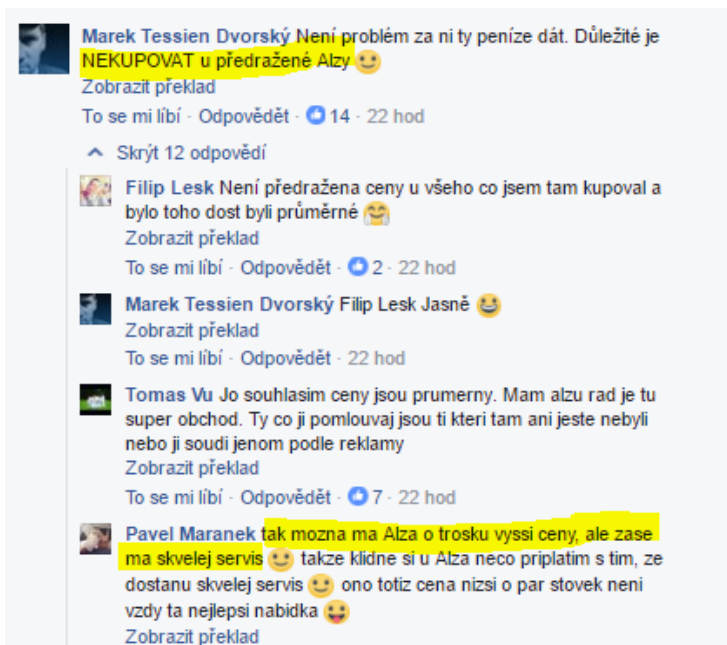 Marek Tessien Dvorský Není problém za ni ty peníze dát. Důležité je
NEKUPOVAT u předražené Alzy
Zobrazit překlad
To se mi líbí · Odpovědět · 14 · 22 hod
Skrýt 12 odpovědí
Filip Lesk Není předražena ceny u všeho co jsem tam kupoval a
bylo toho dost byli průměrné
Zobrazit překlad
To se mi líbí · Odpovědět · 2 · 22 hod
Marek Tessien Dvorský Filip Lesk Jasně
Zobrazit překlad
To se mi líbí · Odpovědět · 22 hod
Tomas Vu Jo souhlasim ceny jsou prumerny. Mam alzu rad je tu
super obchod. Ty co ji pomlouvaj jsou ti kteri tam ani jeste nebyli
nebo ji soudi jenom podle reklamy
Zobrazit překlad
To se mi líbí · Odpovědět · 7 · 22 hod
Pavel Maranek tak mozna ma Alza o trosku vyssi ceny, ale zase
ma skvelej servis takze klidne si u Alza neco priplatim s tim, ze
dostanu skvelej servis ono totiz cena nizsi o par stovek neni
vzdy ta nejlepsi nabidka
Zobrazit překlad